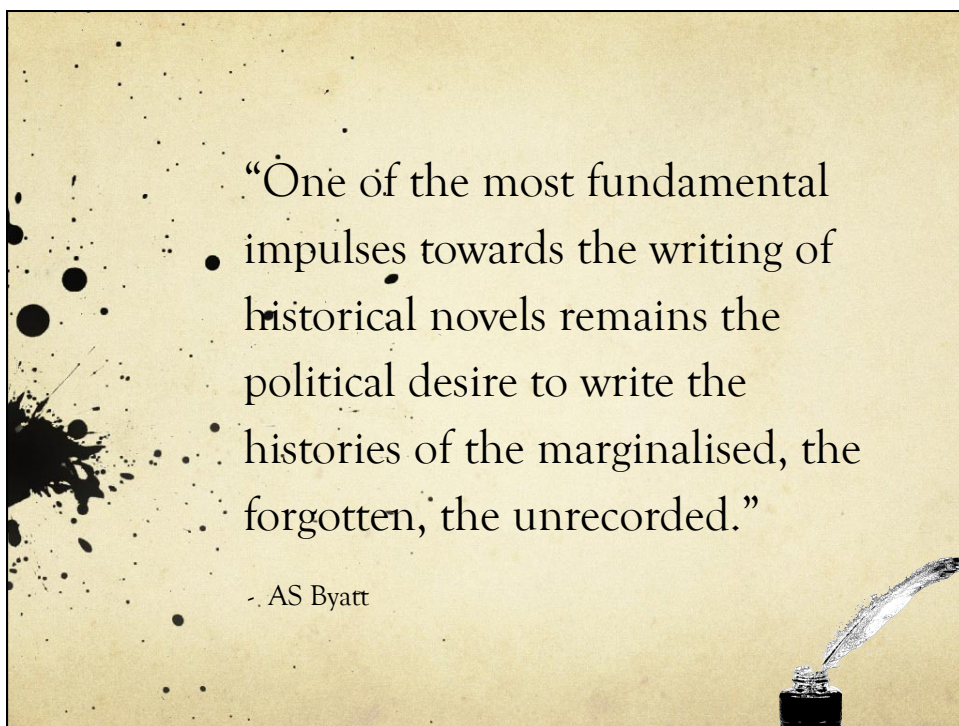 “One of the most fundamental
impulses towards the writing of
historical novels remains the
political desire to write the
histories of the marginalised, the
forgotten, the unrecorded.”
- AS Byatt